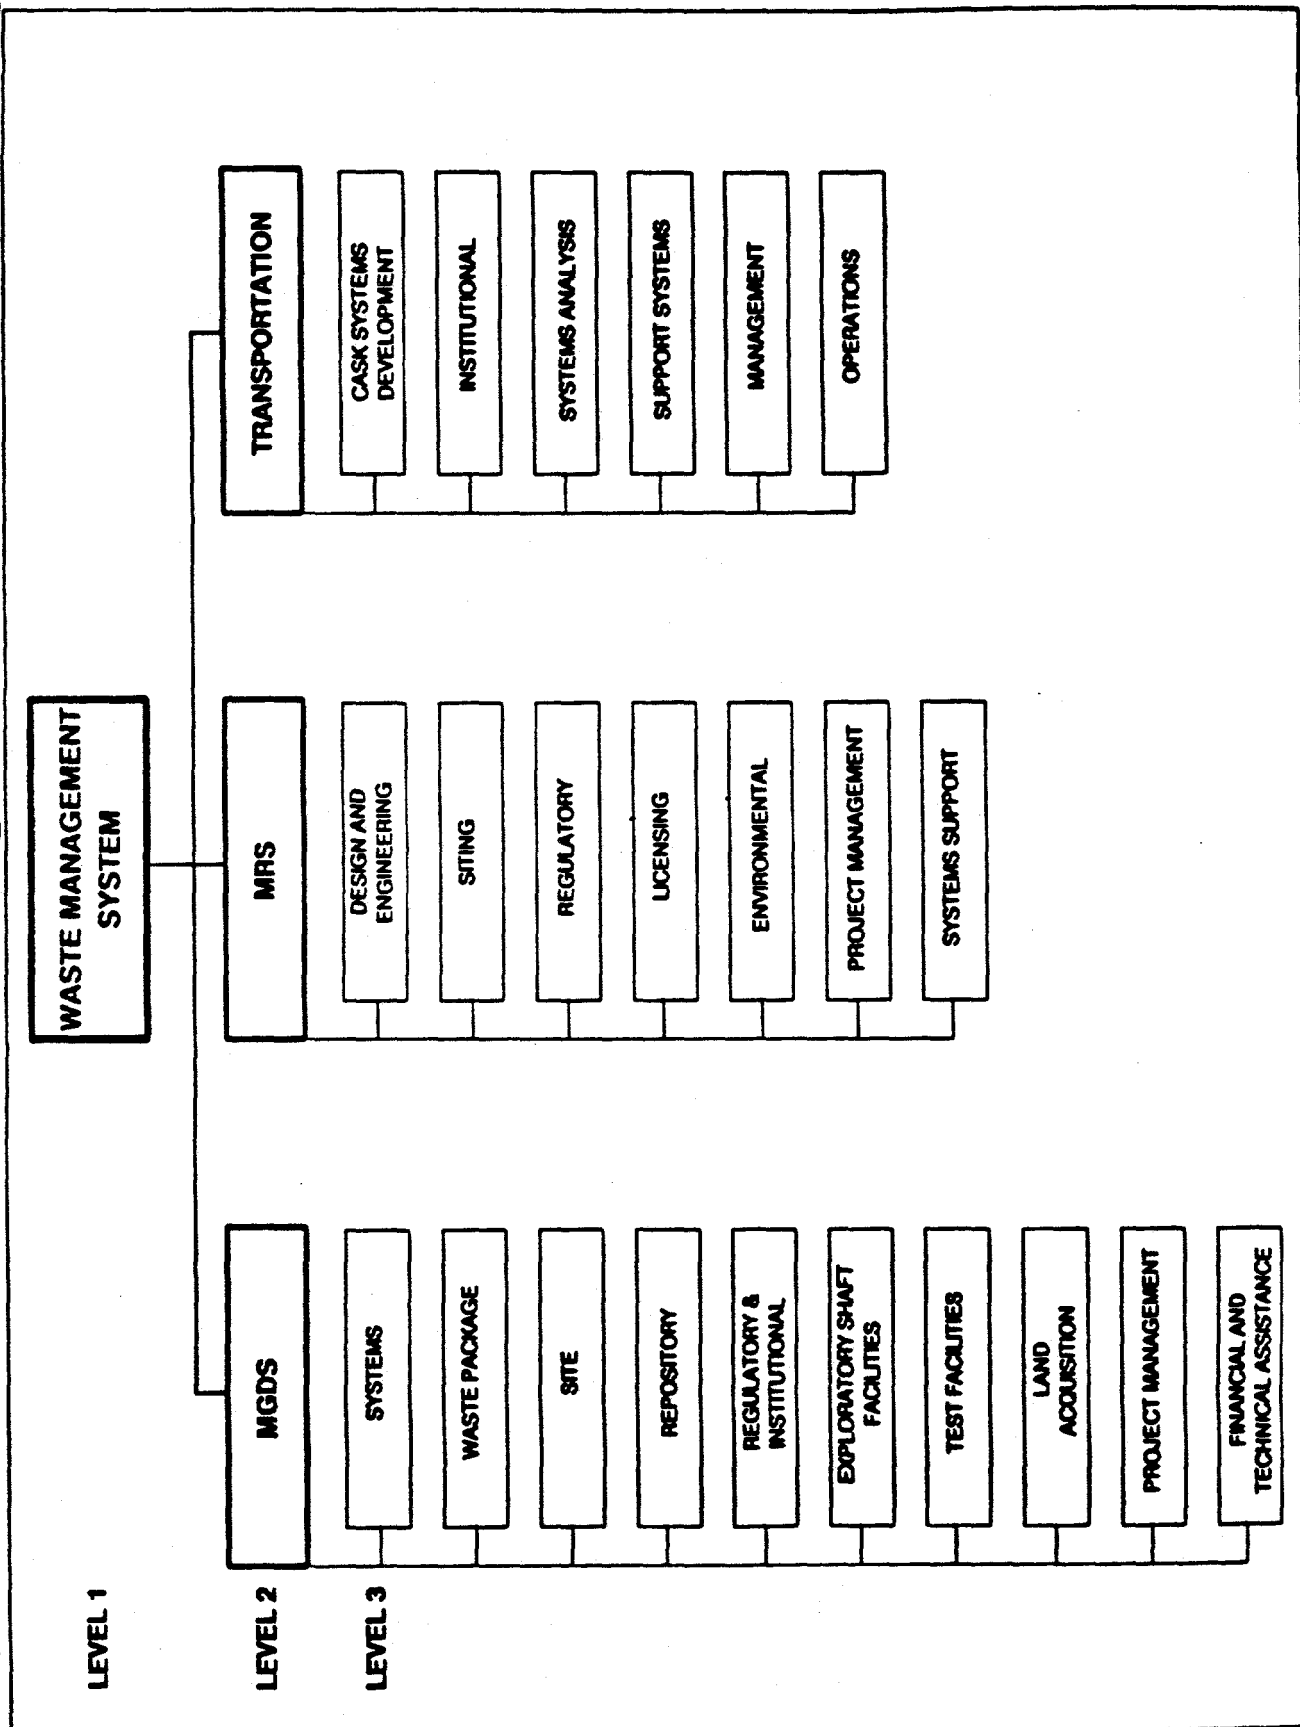 LEVEL 1
WASTE MANAGEMENT
SYSTEM
LEVEL 2
MGDS
MRS
TRANSPORTATION
LEVEL 3
SYSTEMS
WASTE PACKAGE
SITE
REPOSITORY
REGULATORY &
INSTITUTIONAL
EXPLORATORY SHAFT
FACILITIES
TEST FACILITIES
LAND
ACQUISITION
PROJECT MANAGEMENT
FINANCIAL AND
TECHNICAL ASSISTANCE
DESIGN AND
ENGINEERING
SITING
REGULATORY
LICENSING
ENVIRONMENTAL
PROJECT MANAGEMENT
SYSTEMS SUPPORT
CASK SYSTEMS
DEVELOPMENT
INSTITUTIONAL
SYSTEMS ANALYSIS
SUPPORT SYSTEMS
MANAGEMENT
OPERATIONS